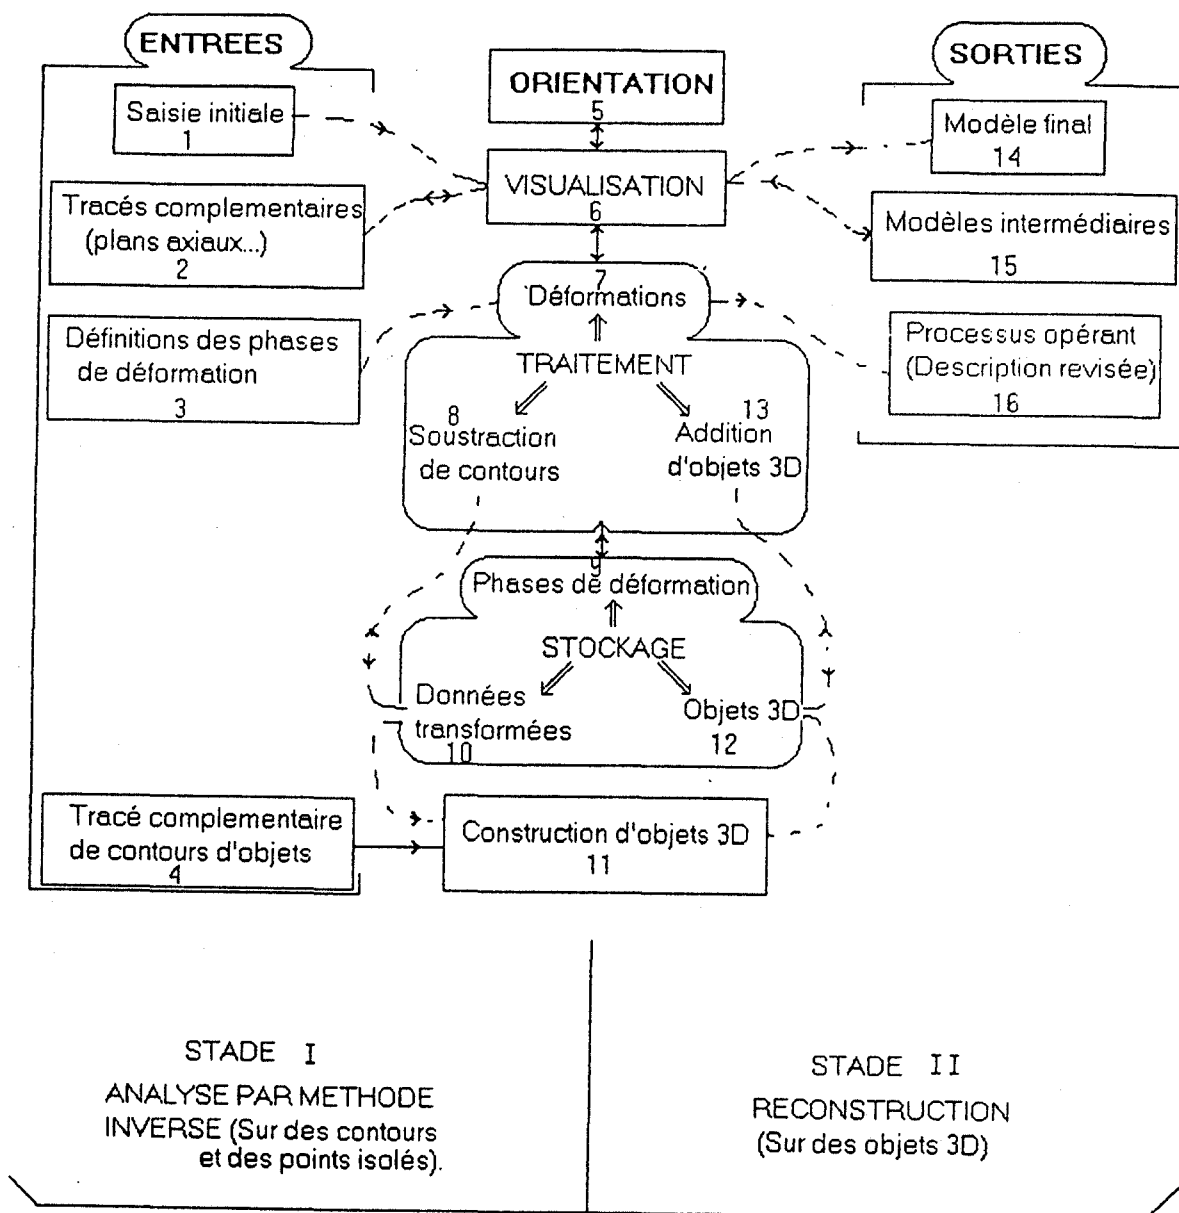 ENTREES
Saisie initiale
1
Tracés complementaires
(plans axiaux...)
2
Définitions des phases
de déformation
3
Tracé complementaire
de contours d'objets
4
ORIENTATION
5
VISUALISATION
6
7
Déformations
TRAITEMENT
8
Soustraction
de contours
13
Addition
d'objets 3D
9
Phases de déformation
STOCKAGE
Données
transformées
10
Objets 3D
12
Construction d'objets 3D
11
SORTIES
Modèle final
14
Modèles intermédiaires
15
Processus opérant
(Description revisée)
16
STADE I
ANALYSE PAR METHODE
INVERSE (Sur des contours
et des points isolés).
STADE II
RECONSTRUCTION
(Sur des objets 3D)